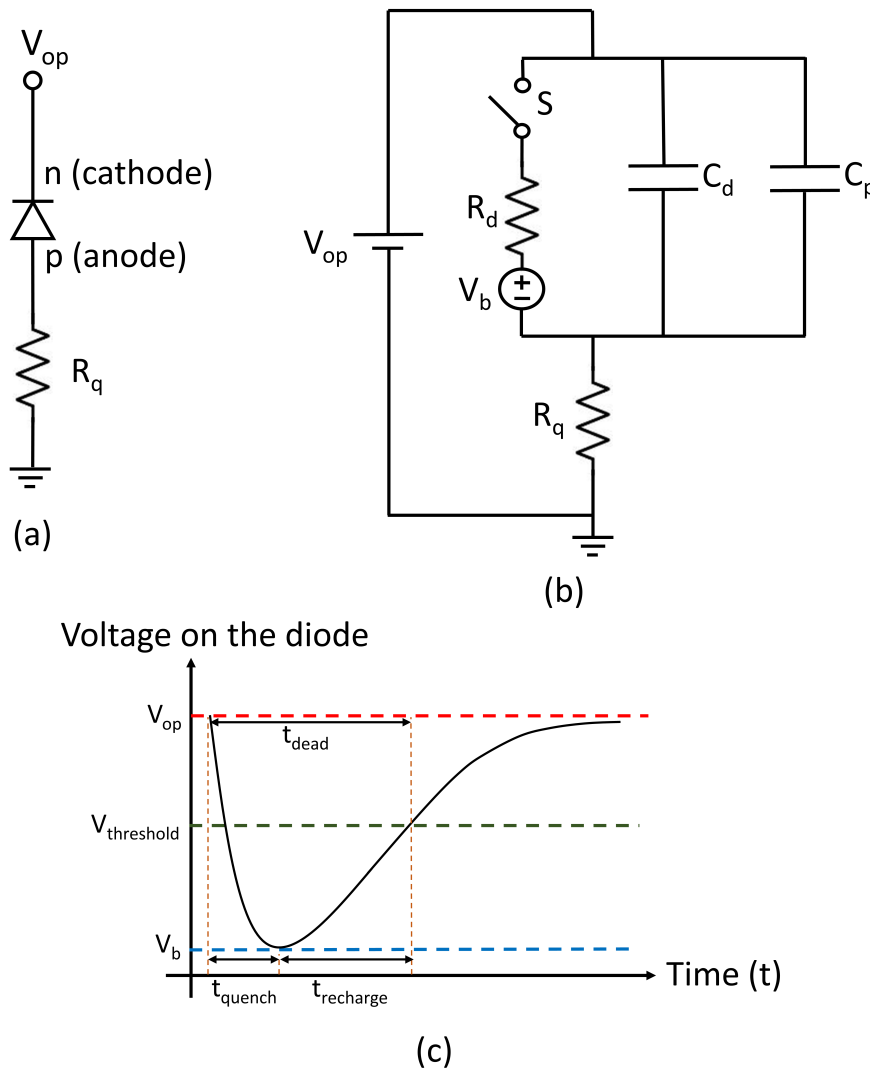 Vop
n (cathode)
p (anode)
Rq
(a)
Vop
S
Rd
Vb
Cd
Cp
Rq
(b)
Voltage on the diode
Vop
tdead
Vthreshold
Vb
tquench
trecharge
Time (t)
(c)